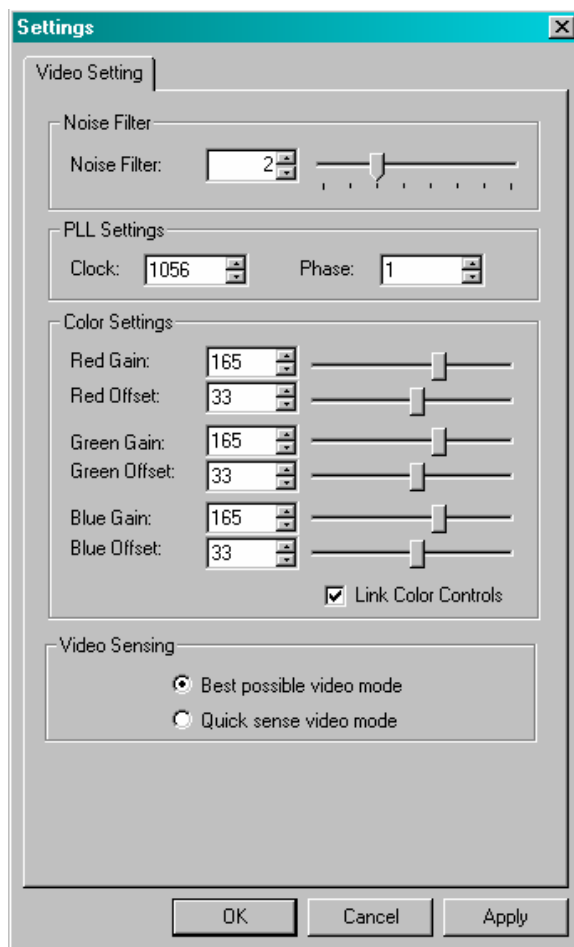 Settings
Video Setting
Noise Filter
Noise Filter: 2
PLL Settings
Clock: 1056 Phase: 1
Color Settings
Red Gain: 165
Red Offset: 33
Green Gain: 165
Green Offset: 33
Blue Gain: 165
Blue Offset: 33
Link Color Controls
Video Sensing
Best possible video mode
Quick sense video mode
OK Cancel Apply